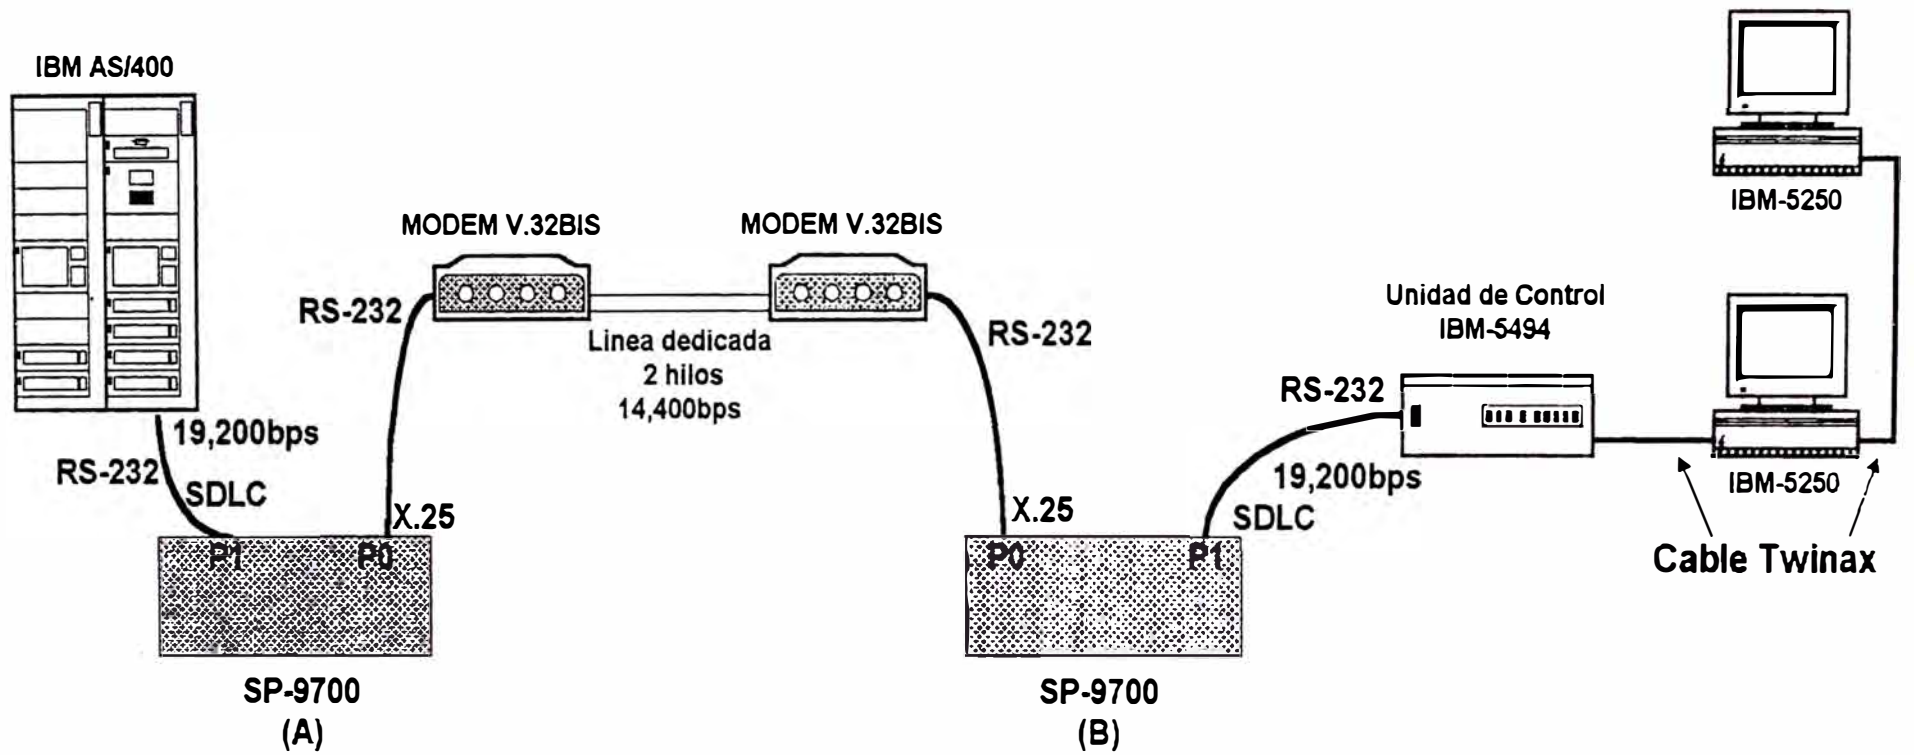 IBM AS/400
19,200bps
RS-232
SDLC
P1
P0
X.25
SP-9700
(A)
RS-232
MODEM V.32BIS
MODEM V.32BIS
Linea dedicada
2 hilos
14,400bps
RS-232
X.25
P0
P1
SP-9700
(B)
SDLC
19,200bps
RS-232
Unidad de Control
IBM-5494
IBM-5250
IBM-5250
Cable Twinax